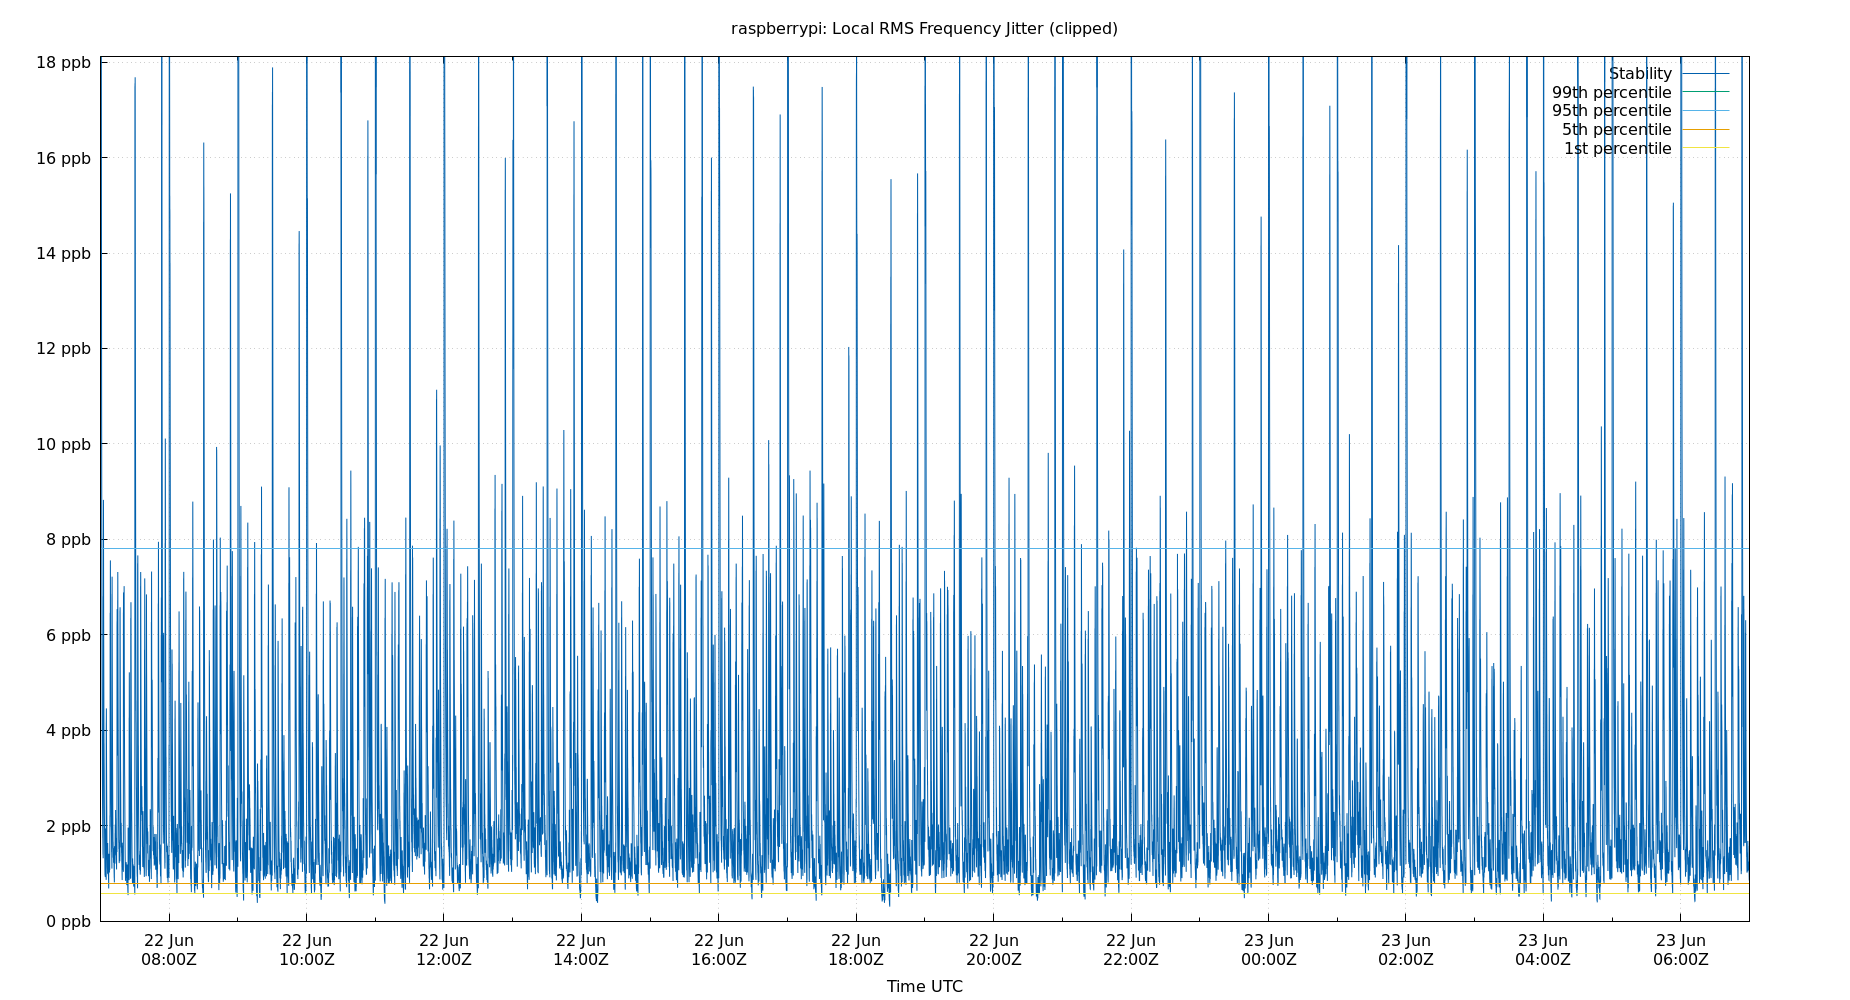 raspberrypi: Local RMS Frequency Jitter (clipped)
18 ppb
16 ppb
14 ppb
12 ppb
10 ppb
8 ppb
6 ppb
4 ppb
2 ppb
0 ppb
Stability
99th percentile
95th percentile
5th percentile
1st percentile
22 Jun 22 Jun 22 Jun 22 Jun 22 Jun 22 Jun 22 Jun 22 Jun 23 Jun 23 Jun 23 Jun 23 Jun
08:00Z 10:00Z 12:00Z 14:00Z 16:00Z 18:00Z 20:00Z 22:00Z 00:00Z 02:00Z 04:00Z 06:00Z
Time UTC